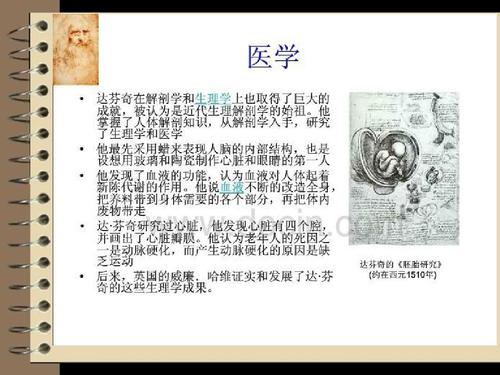 医学
• 达芬奇在解剖学和生理学上也取得了巨大的
成就，被认为是近代生理解剖学的始祖。他
掌握了人体解剖知识，从解剖学入手，研究
了生理学和医学
• 他最先采用蜡来表现人脑的内部结构，也是
设想用玻璃和陶瓷制作心脏和眼睛的第一人
• 他发现了血液的功能，认为血液对人体起着
新陈代谢的作用。他说血液不断的改造全身，
把养料带到身体需要的各个部分，再把体内
废物带走
• 达·芬奇研究过心脏，他发现心脏有四个腔，
并画出了心脏瓣膜。他认为老年人的死因之
一是动脉硬化，而产生动脉硬化的原因是缺
乏运动
• 后来，英国的威廉、哈维证实和发展了达·芬
奇的这些生理学成果。
达芬奇的《胚胎研究》
(约在西元1510年)